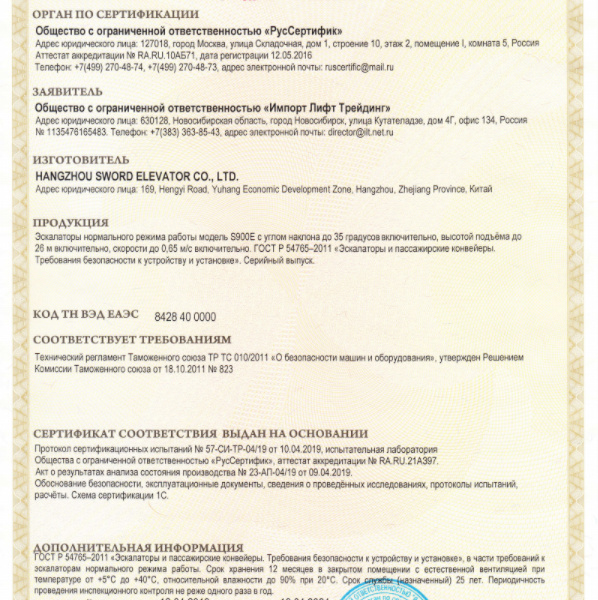 ОРГАН ПО СЕРТИФИКАЦИИ
Общество с ограниченной ответственностью «РусСертифик»
Адрес юридического лица: 127018, город Москва, улица Складочная, дом 1, строение 10, этаж 2, помещение I, комната 5, Россия
Аттестат аккредитации № RA.RU.10АБ71, дата регистрации 12.05.2016
Телефон: +7(499) 270-48-74, +7(499) 270-48-73, адрес электронной почты: ruscertific@mail.ru
ЗАЯВИТЕЛЬ
Общество с ограниченной ответственностью «Импорт Лифт Трейдинг»
Адрес юридического лица: 630128, Новосибирская область, город Новосибирск, улица Кутателадзе, дом 4Г, офис 134, Россия
№ 1135476165483. Телефон: +7(383) 363-85-43, адрес электронной почты: director@ilt.net.ru
ИЗГОТОВИТЕЛЬ
HANGZHOU SWORD ELEVATOR CO., LTD.
Адрес юридического лица: 169, Hengyi Road, Yuhang Economic Development Zone, Hangzhou, Zhejiang Province, Китай
ПРОДУКЦИЯ
Эскалаторы нормального режима работы модель S900E с углом наклона до 35 градусов включительно, высотой подъёма до
26 м включительно, скорости до 0,65 м/с включительно. ГОСТ Р 54765–2011 «Эскалаторы и пассажирские конвейеры.
Требования безопасности к устройству и установке». Серийный выпуск.
КОД ТН ВЭД ЕАЭС 8428 40 0000
СООТВЕТСТВУЕТ ТРЕБОВАНИЯМ
Технический регламент Таможенного союза ТР ТС 010/2011 «О безопасности машин и оборудования», утвержден Решением
Комиссии Таможенного союза от 18.10.2011 № 823
СЕРТИФИКАТ СООТВЕТСТВИЯ ВЫДАН НА ОСНОВАНИИ
Протокол сертификационных испытаний № 57-СИ-ТР-04/19 от 10.04.2019, испытательная лаборатория
Общества с ограниченной ответственностью «РусСертифик», аттестат аккредитации № RA.RU.21А397.
Акт о результатах анализа состояния производства № 23-АП-04/19 от 09.04.2019.
Обоснование безопасности, эксплуатационные документы, сведения о проведённых исследованиях, протоколы испытаний,
расчёты. Схема сертификации 1С.
ДОПОЛНИТЕЛЬНАЯ ИНФОРМАЦИЯ
ГОСТ Р 54765–2011 «Эскалаторы и пассажирские конвейеры. Требования безопасности к устройству и установке», в части требований к
эскалаторам нормального режима работы. Срок хранения 12 месяцев в закрытом помещении с естественной вентиляцией при
температуре от +5°С до +40°С, относительной влажности до 90% при 20°С. Срок службы (назначенный) 25 лет. Периодичность
проведения инспекционного контроля не реже одного раза в год.